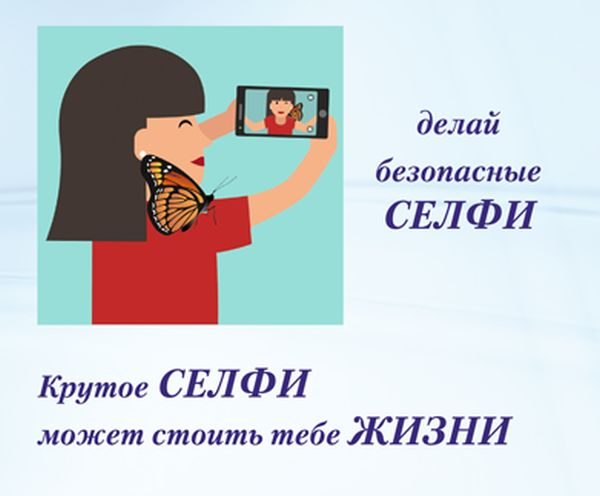 делай
безопасные
СЕЛФИ
Крутое СЕЛФИ
может стоить тебе ЖИЗНИ